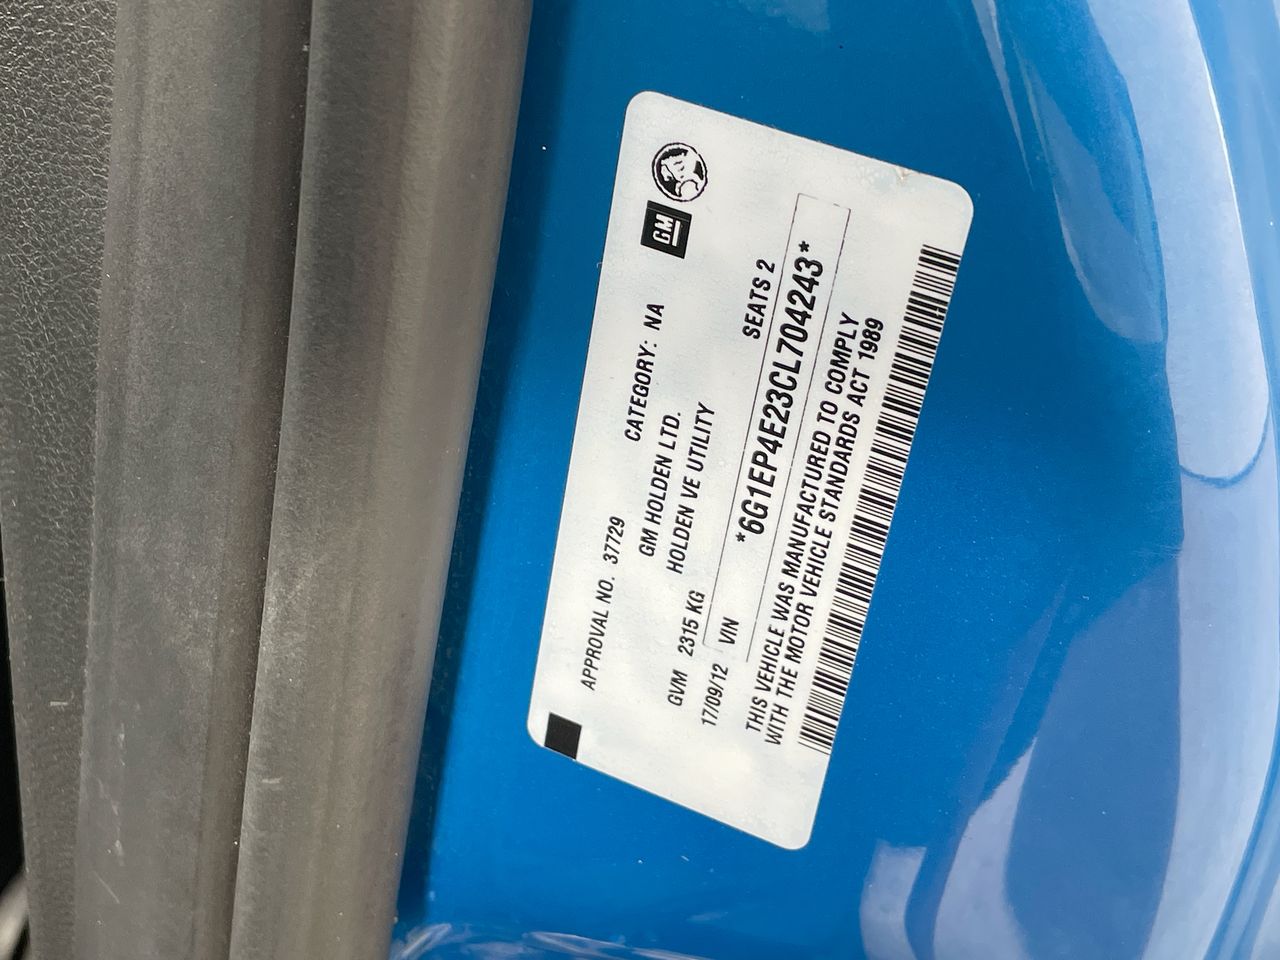 APPROVAL NO. 37729 CATEGORY: NA
GM
GM HOLDEN LTD.
HOLDEN VE UTILITY
GVM 2315 KG SEATS 2
17/09/12 VIN *6G1EP4E23CL704243*
THIS VEHICLE WAS MANUFACTURED TO COMPLY
WITH THE MOTOR VEHICLE STANDARDS ACT 1989